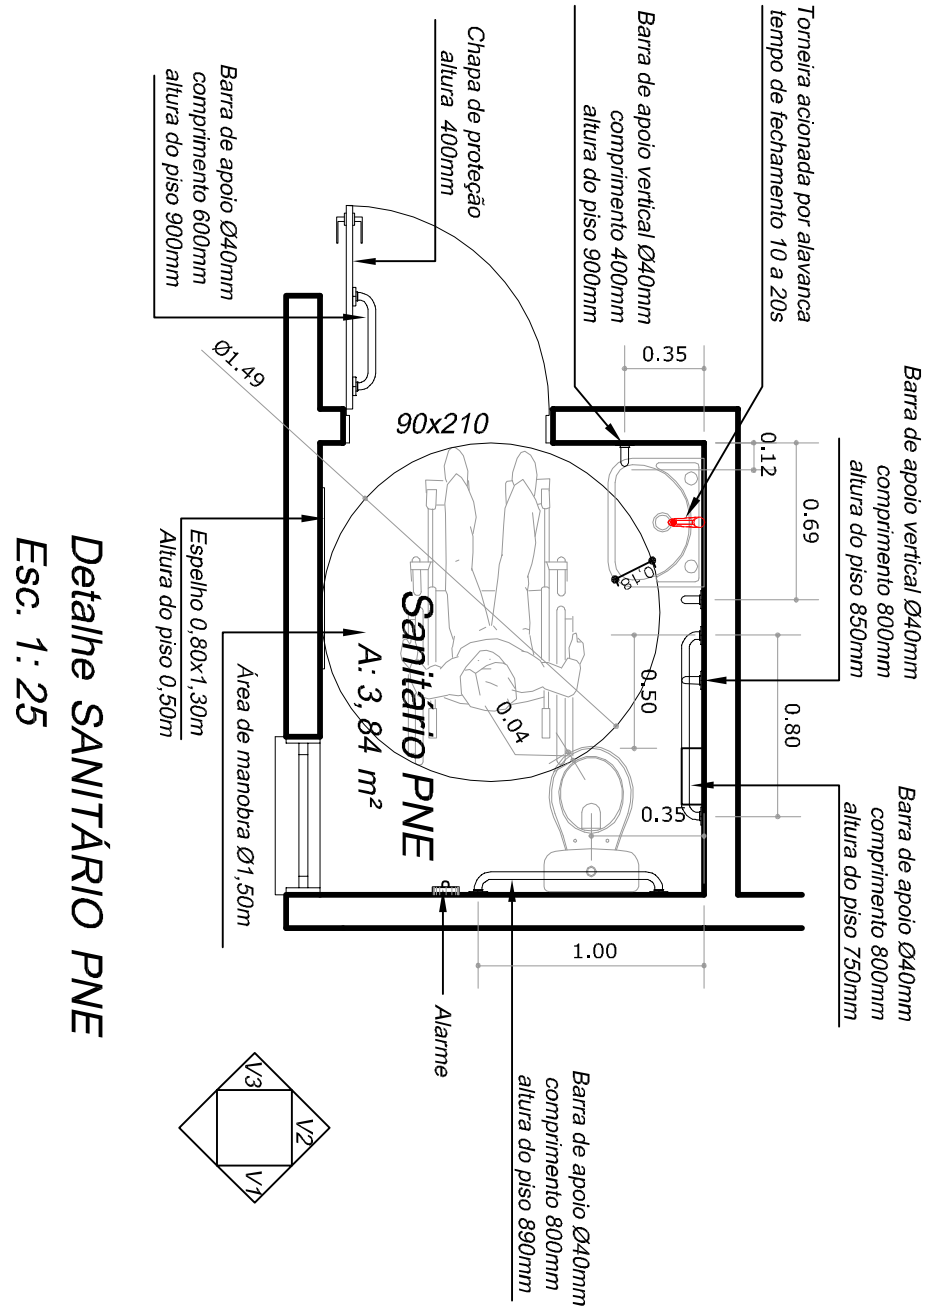 Torneira acionada por alavanca
tempo de fechamento 10 a 20s
Barra de apoio vertical Ø40mm
comprimento 400mm
altura do piso 900mm
Chapa de proteção
altura 400mm
Barra de apoio Ø40mm
comprimento 600mm
altura do piso 900mm
Barra de apoio vertical Ø40mm
comprimento 800mm
altura do piso 850mm
Barra de apoio Ø40mm
comprimento 800mm
altura do piso 750mm
Barra de apoio Ø40mm
comprimento 800mm
altura do piso 890mm
0.35
0.12
0.69
0.18
0.50
0.80
0.35
0.04
1.00
Ø1.49
90x210
Sanitário PNE
A: 3,84 m²
Espelho 0,80x1,30m
Altura do piso 0,50m
Área de manobra Ø1,50m
Alarme
V3
V2
V1
Detalhe SANITÁRIO PNE
Esc. 1: 25